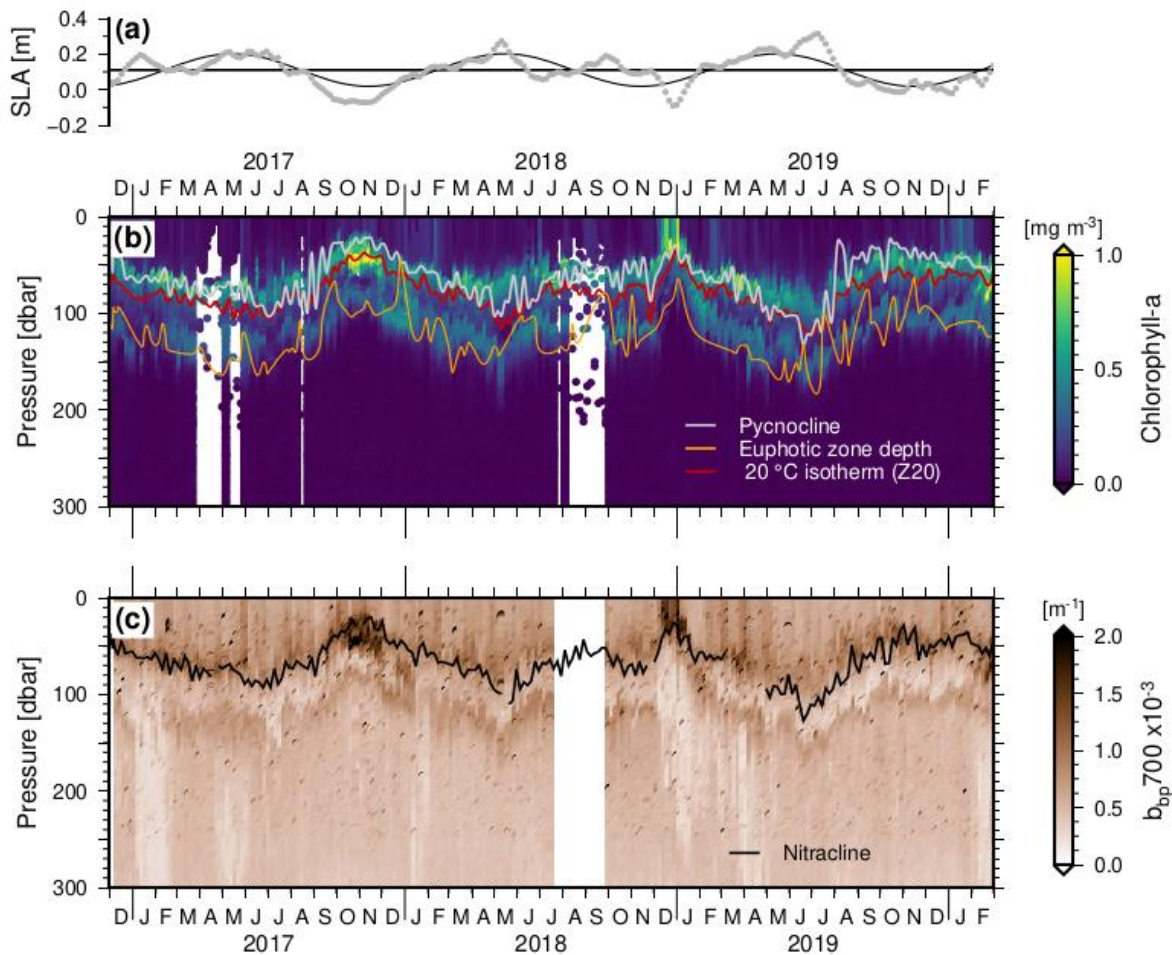 (a)
SLA [m]
0.4
0.2
0.0
−0.2
2017 2018 2019
D J F M A M J J A S O N D J F M A M J J A S O N D J F M A M J J A S O N D J F
(b)
Pressure [dbar]
0
100
200
300
Pycnocline
Euphotic zone depth
20 °C isotherm (Z20)
[mg m⁻³]
1.0
0.5
0.0
Chlorophyll-a
(c)
Pressure [dbar]
0
100
200
300
Nitracline
[m⁻¹]
2.0
1.5
1.0
0.5
0.0
b_bp700 x10⁻³
D J F M A M J J A S O N D J F M A M J J A S O N D J F M A M J J A S O N D J F
2017 2018 2019